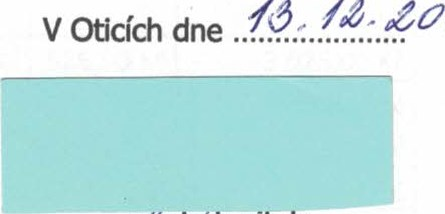 V Oticích dne 13. 12. 20